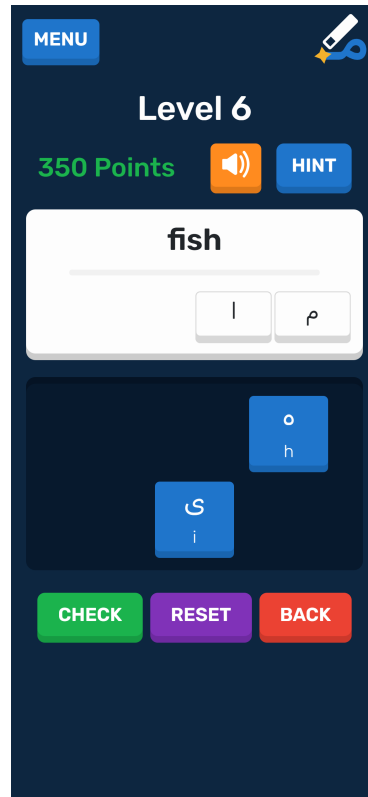 MENU
Level 6
350 Points
HINT
fish
م ا
ه
h
ی
i
CHECK RESET BACK